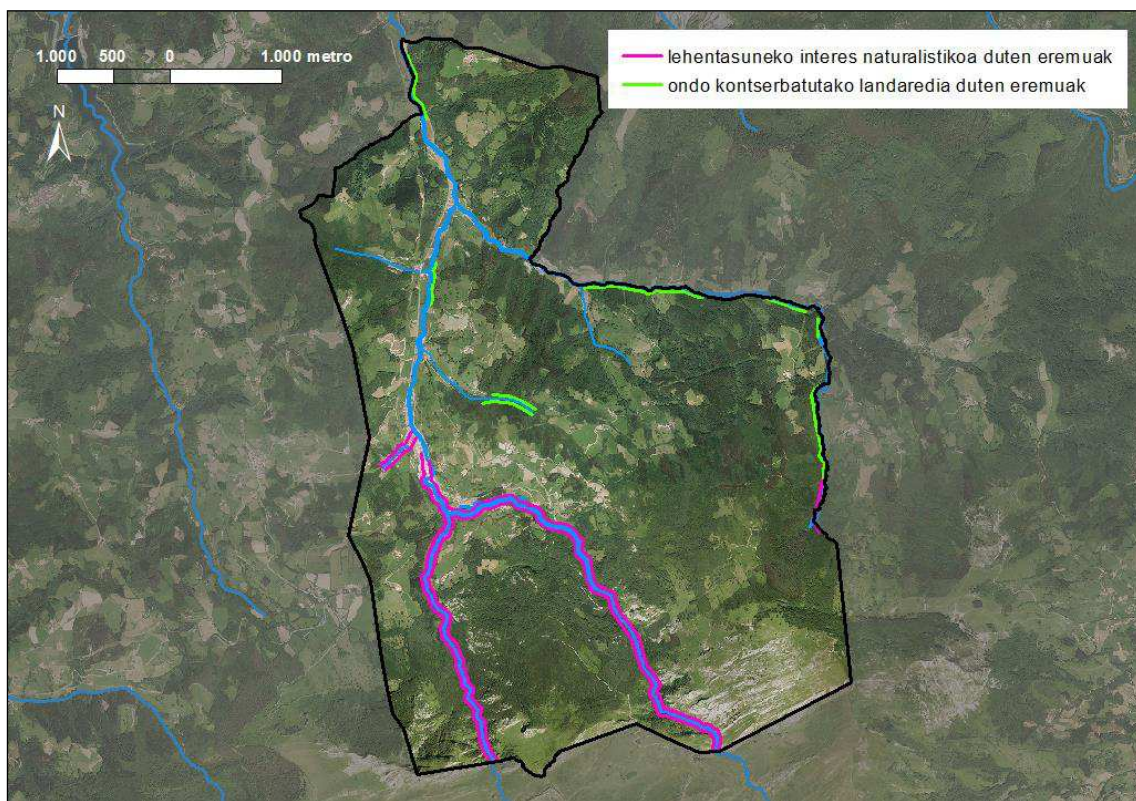 1.000 500 0 1.000 metro
N
lehentasuneko interes naturalistikoa duten eremuak
ondo kontserbatutako landaredia duten eremuak